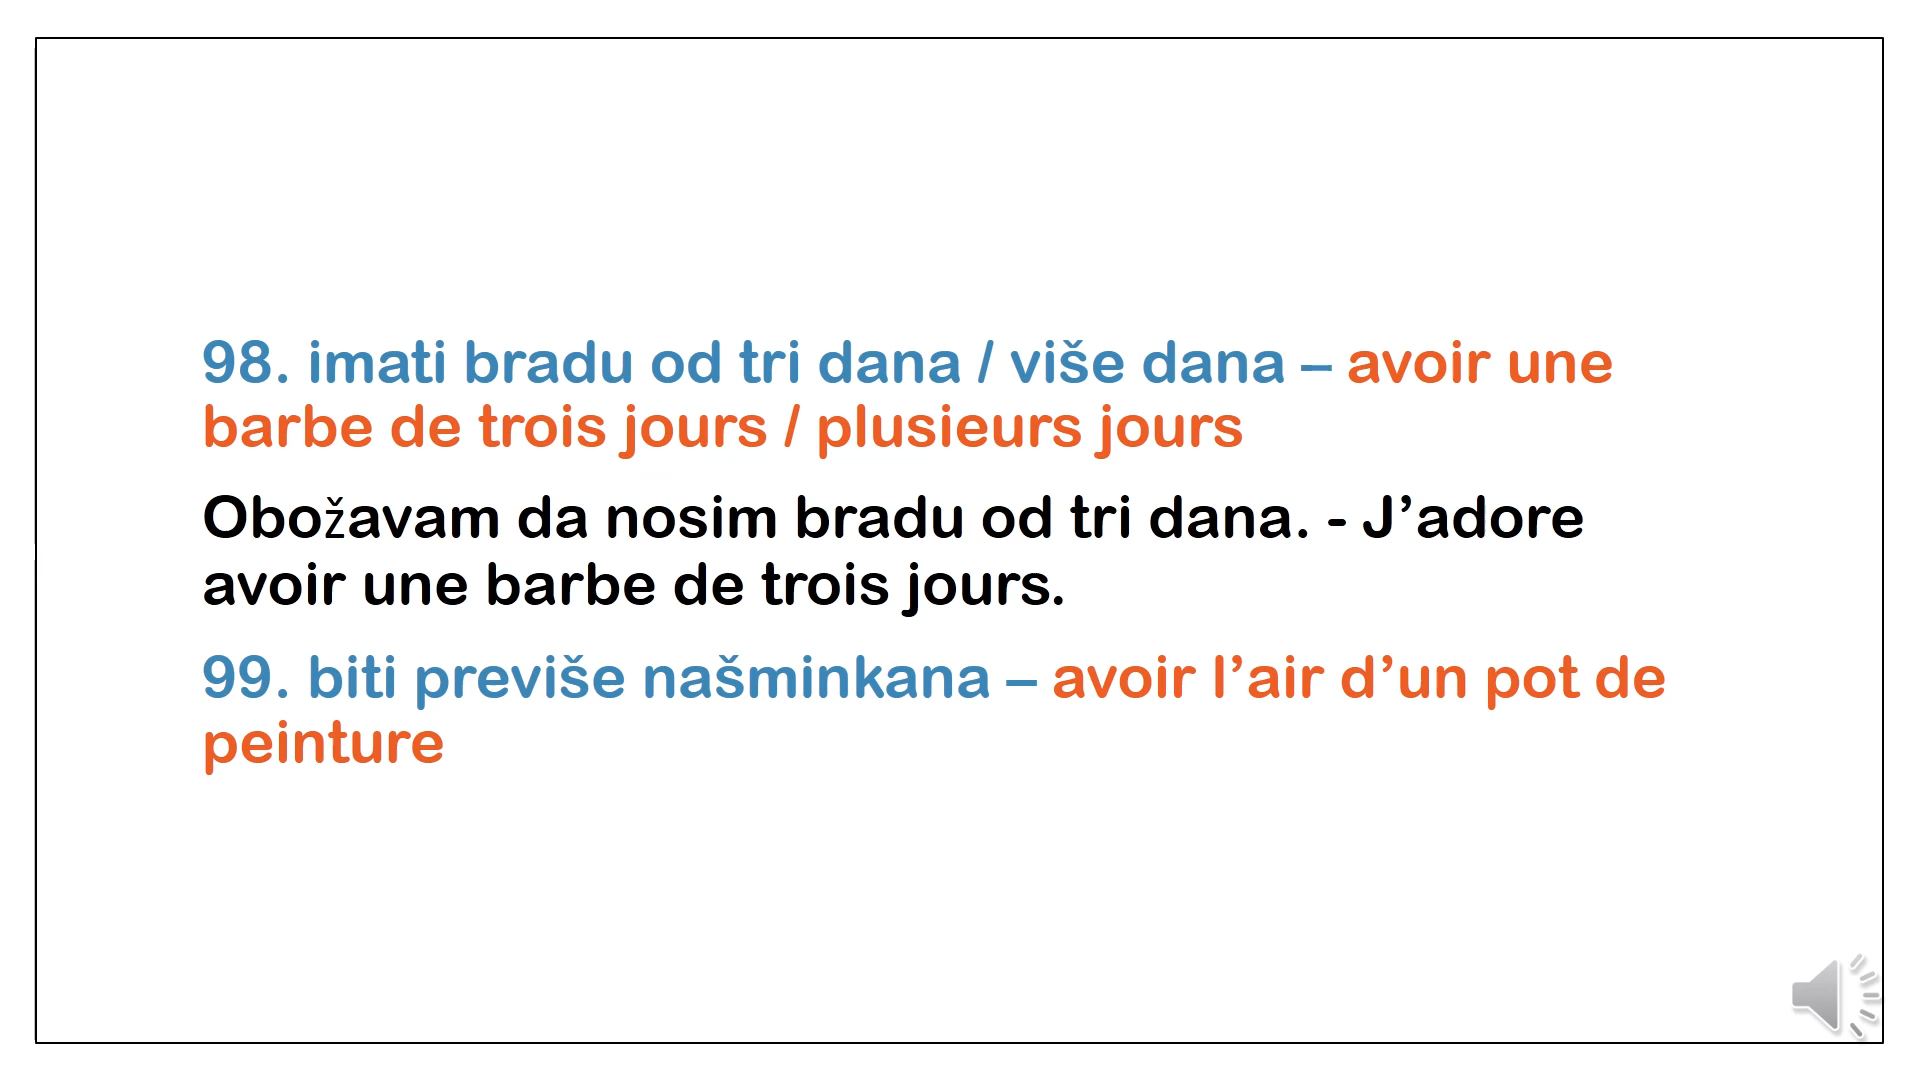 98. imati bradu od tri dana / više dana – avoir une
barbe de trois jours / plusieurs jours
Obožavam da nosim bradu od tri dana. - J’adore
avoir une barbe de trois jours.
99. biti previše našminkana – avoir l’air d’un pot de
peinture